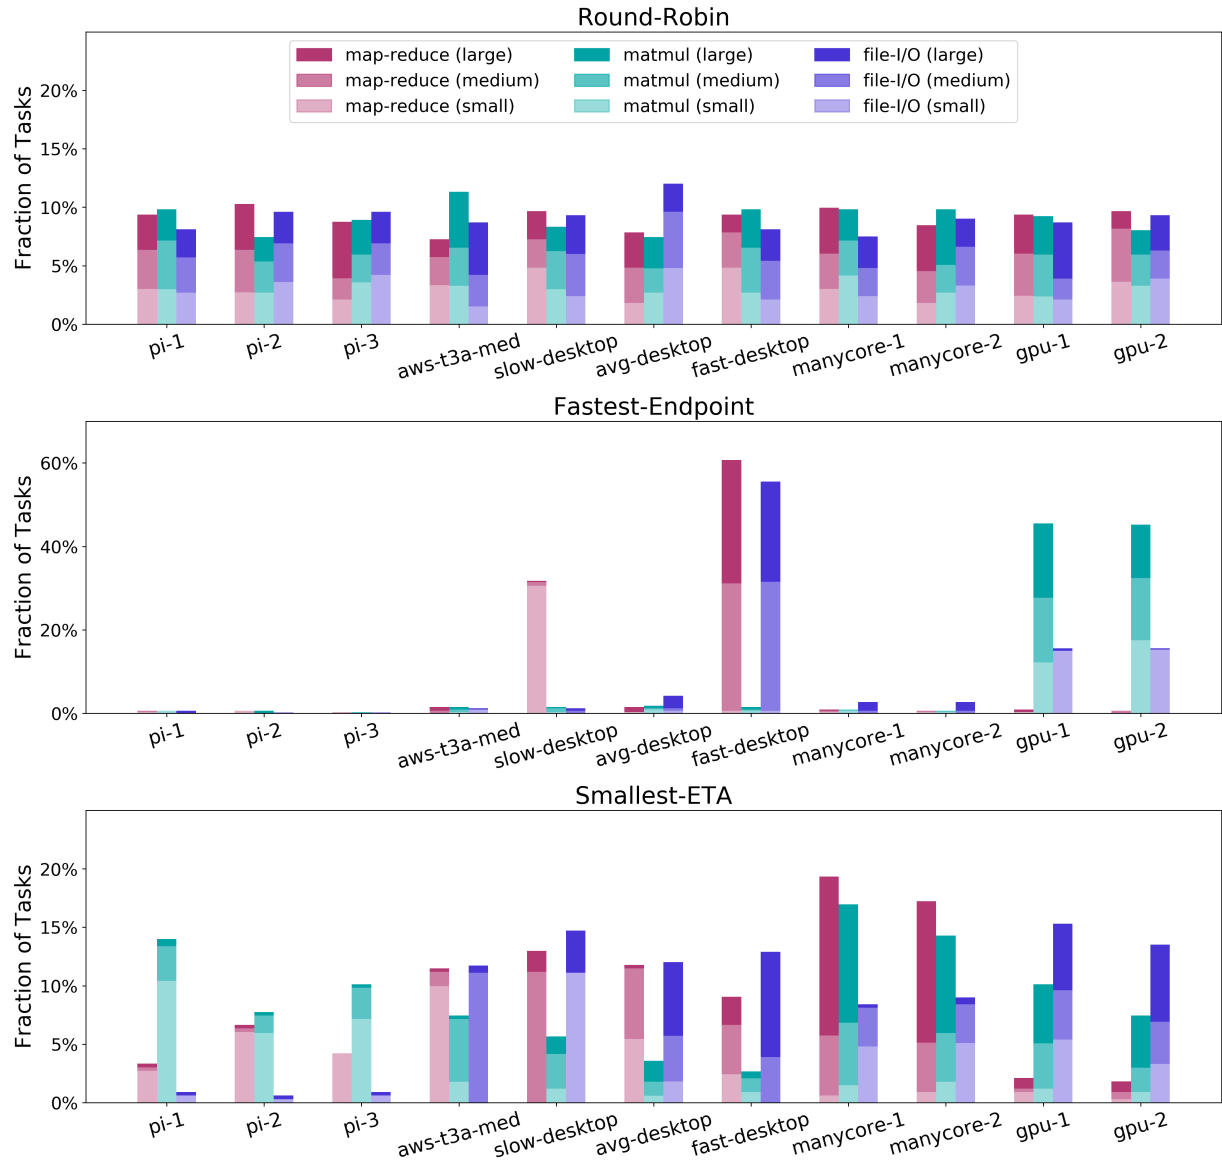 Round-Robin
map-reduce (large)
map-reduce (medium)
map-reduce (small)
matmul (large)
matmul (medium)
matmul (small)
file-I/O (large)
file-I/O (medium)
file-I/O (small)
Fraction of Tasks
20%
15%
10%
5%
0%
pi-1
pi-2
pi-3
aws-t3a-med
slow-desktop
avg-desktop
fast-desktop
manycore-1
manycore-2
gpu-1
gpu-2
Fastest-Endpoint
Fraction of Tasks
60%
40%
20%
0%
pi-1
pi-2
pi-3
aws-t3a-med
slow-desktop
avg-desktop
fast-desktop
manycore-1
manycore-2
gpu-1
gpu-2
Smallest-ETA
Fraction of Tasks
20%
15%
10%
5%
0%
pi-1
pi-2
pi-3
aws-t3a-med
slow-desktop
avg-desktop
fast-desktop
manycore-1
manycore-2
gpu-1
gpu-2